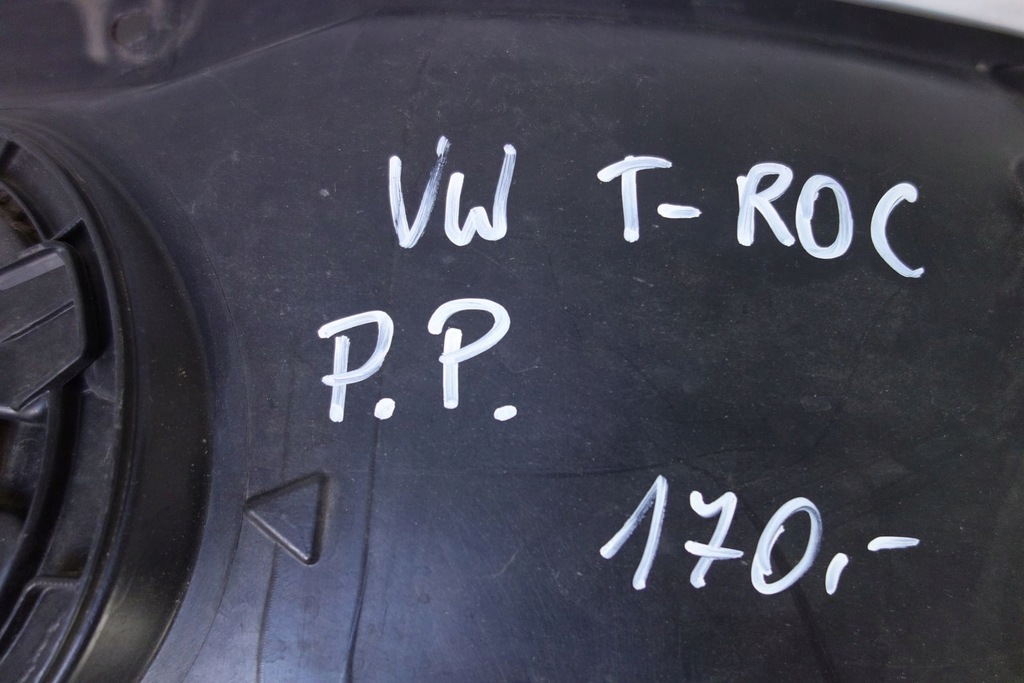 VW T-ROC
P.P.
170,-